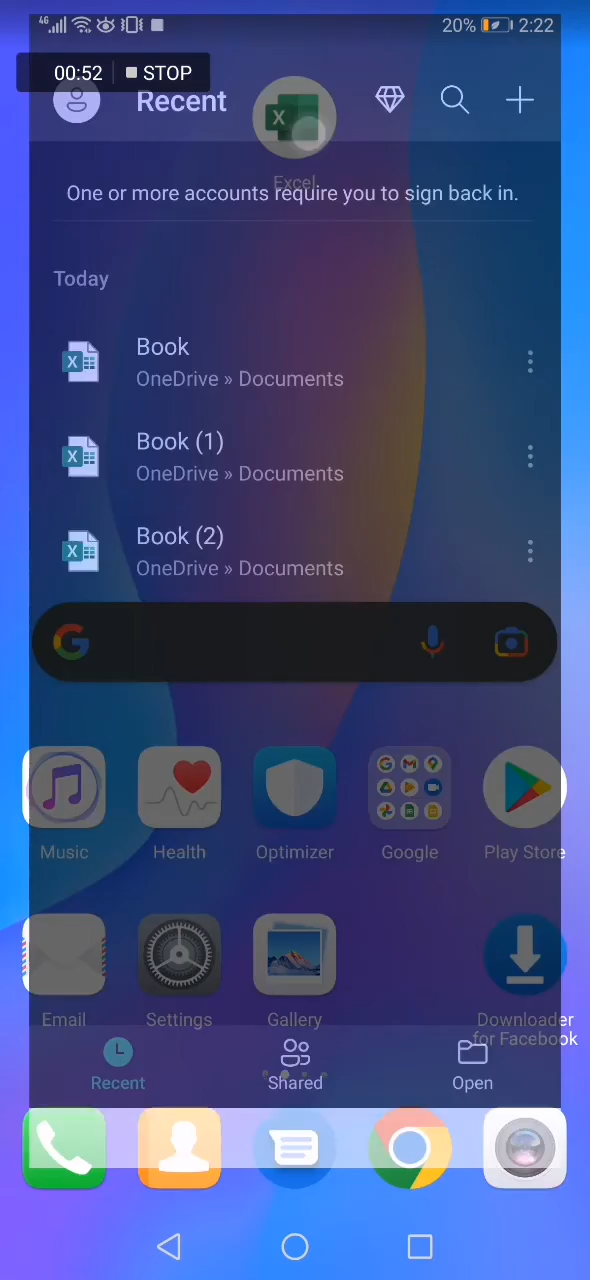 4G
20%
2:22
00:52
STOP
Recent
Excel
One or more accounts require you to sign back in.
Today
Book
OneDrive » Documents
Book (1)
OneDrive » Documents
Book (2)
OneDrive » Documents
Music
Health
Optimizer
Google
Play Store
Email
Settings
Gallery
Downloader
for Facebook
Recent
Shared
Open